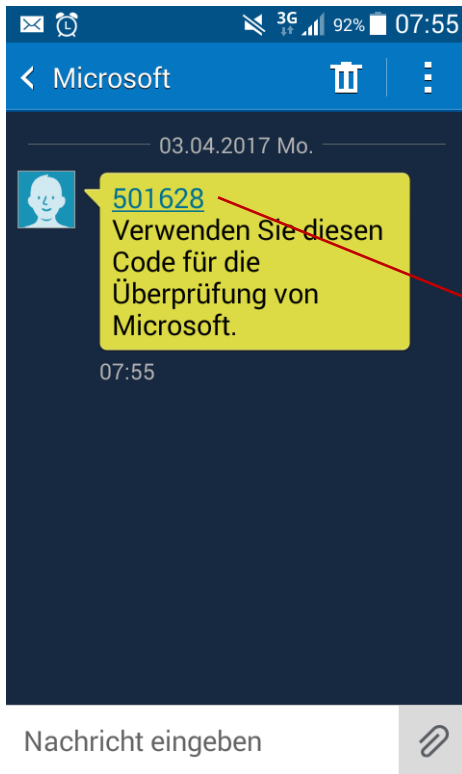 3G 92% 07:55
Microsoft
03.04.2017 Mo.
501628
Verwenden Sie diesen
Code für die
Überprüfung von
Microsoft.
07:55
Nachricht eingeben